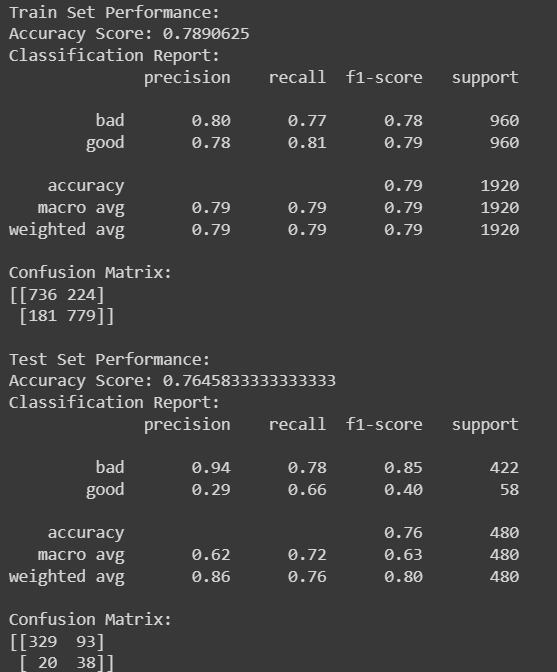 Train Set Performance:
Accuracy Score: 0.7890625
Classification Report:
precision recall f1-score support
bad 0.80 0.77 0.78 960
good 0.78 0.81 0.79 960
accuracy 0.79 1920
macro avg 0.79 0.79 0.79 1920
weighted avg 0.79 0.79 0.79 1920
Confusion Matrix:
[[736 224]
[181 779]]
Test Set Performance:
Accuracy Score: 0.7645833333333333
Classification Report:
precision recall f1-score support
bad 0.94 0.78 0.85 422
good 0.29 0.66 0.40 58
accuracy 0.76 480
macro avg 0.62 0.72 0.63 480
weighted avg 0.86 0.76 0.80 480
Confusion Matrix:
[[329 93]
[ 20 38]]